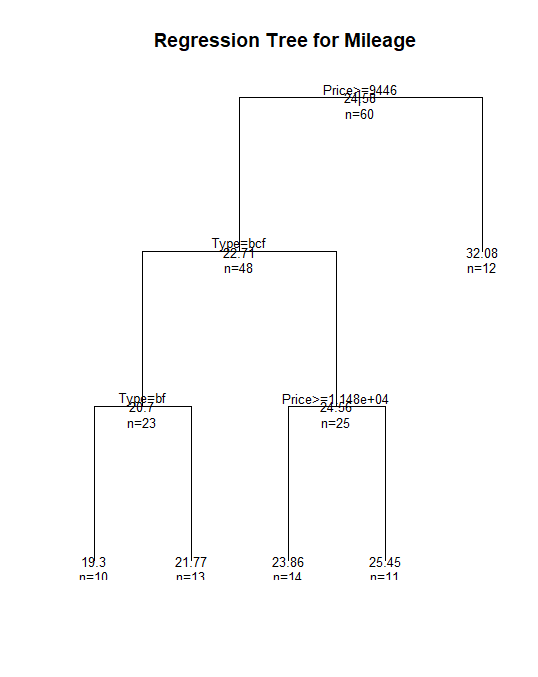 Regression Tree for Mileage
Price>=9446
24.58
n=60
Type=bcf
22.71
n=48
32.08
n=12
Type=bf
20.7
n=23
Price>=1.148e+04
24.56
n=25
19.3
n=10
21.77
n=13
23.86
n=14
25.45
n=11